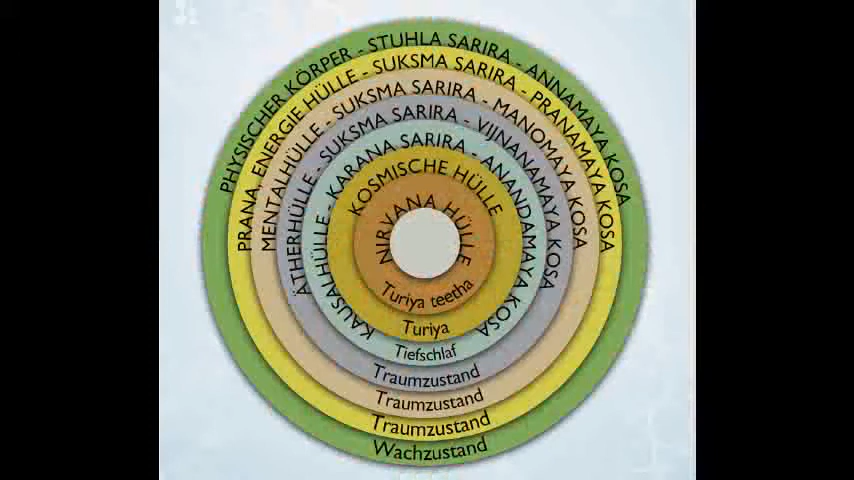 PHYSISCHER KÖRPER - STUHLA SARIRA - ANNAMAYA KOSA
PRANA, ENERGIE HÜLLE - SUKSMA SARIRA - PRANAMAYA KOSA
MENTALHÜLLE - SUKSMA SARIRA - MANOMAYA KOSA
ÄTHERHÜLLE - SUKSMA SARIRA - VIJNANAMAYA KOSA
KAUSALHÜLLE - KARANA SARIRA - ANANDAMAYA KOSA
KOSMISCHE HÜLLE
NIRVANA HÜLLE
Turiya teetha
Turiya
Tiefschlaf
Traumzustand
Traumzustand
Traumzustand
Wachzustand